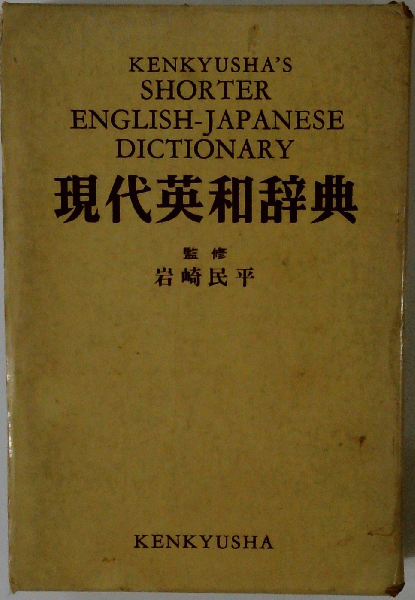 KENKYUSHA'S
SHORTER
ENGLISH-JAPANESE
DICTIONARY
現代英和辞典
監修
岩崎民平
KENKYUSHA